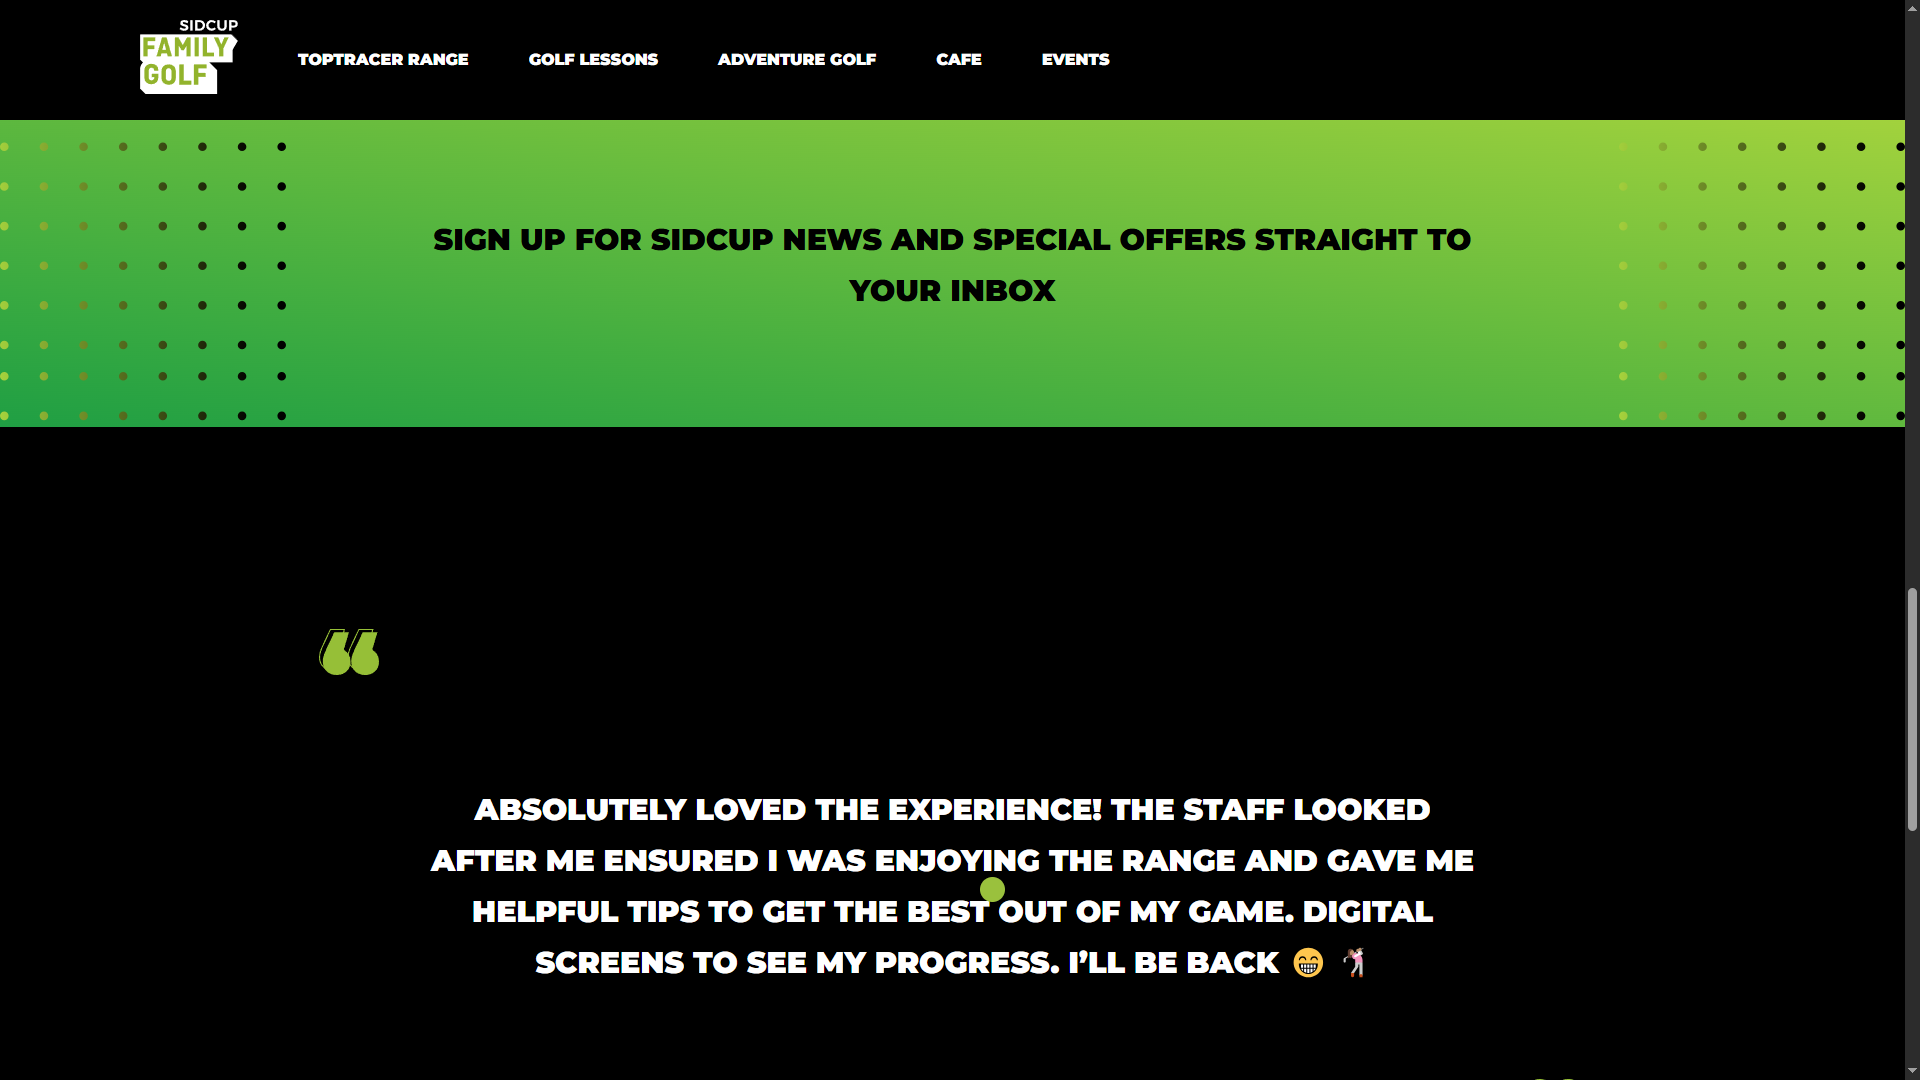 SIDCUP
FAMILY
GOLF
TOPTRACER RANGE
GOLF LESSONS
ADVENTURE GOLF
CAFE
EVENTS
SIGN UP FOR SIDCUP NEWS AND SPECIAL OFFERS STRAIGHT TO
YOUR INBOX
ABSOLUTELY LOVED THE EXPERIENCE! THE STAFF LOOKED
AFTER ME ENSURED I WAS ENJOYING THE RANGE AND GAVE ME
HELPFUL TIPS TO GET THE BEST OUT OF MY GAME. DIGITAL
SCREENS TO SEE MY PROGRESS. I’LL BE BACK 😁 🏌🏻‍♀️